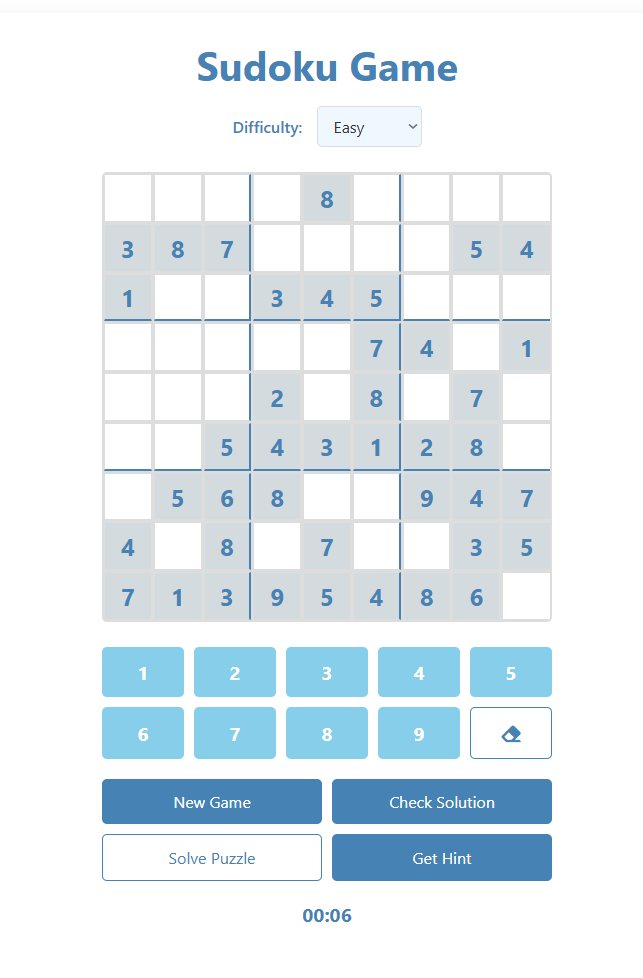 Sudoku Game
Difficulty: Easy
8
3 8 7 5 4
1 3 4 5
7 4 1
2 8 7
5 4 3 1 2 8
5 6 8 9 4 7
4 8 7 3 5
7 1 3 9 5 4 8 6
1 2 3 4 5
6 7 8 9
New Game Check Solution
Solve Puzzle Get Hint
00:06